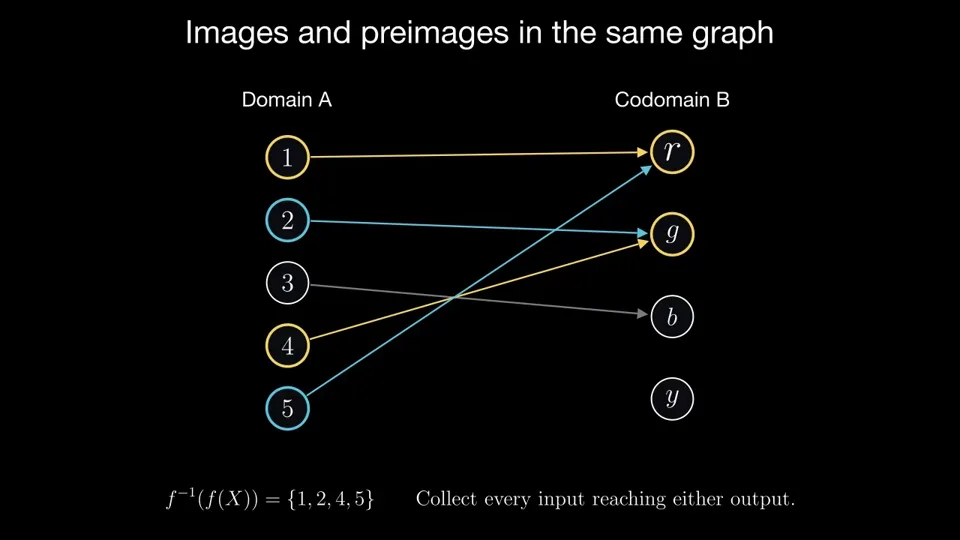 Images and preimages in the same graph
Domain A Codomain B
1 r
2 g
3 b
4 y
5
f⁻¹(f(X)) = {1, 2, 4, 5} Collect every input reaching either output.